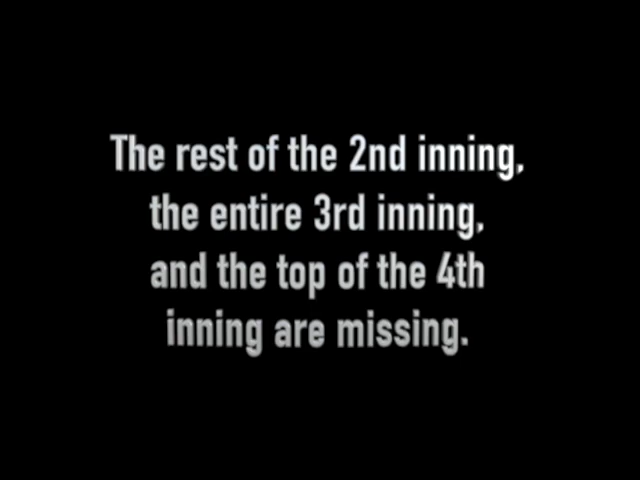 The rest of the 2nd inning,
the entire 3rd inning,
and the top of the 4th
inning are missing.